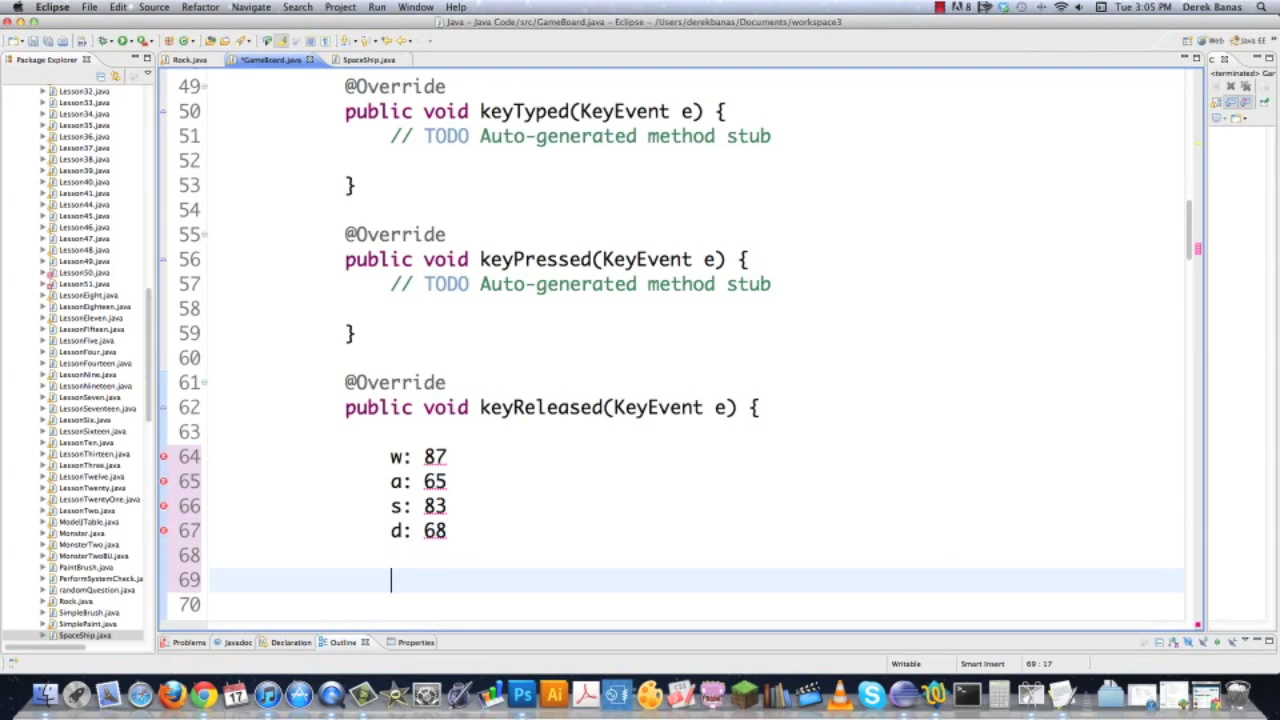 Eclipse File Edit Source Refactor Navigate Search Project Run Window Help
Tue 3:05 PM Derek Banas
Java - Java Code/src/GameBoard.java - Eclipse - /Users/derekbanas/Documents/workspace3
Web Java EE
Package Explorer
Rock.java
*GameBoard.java
SpaceShip.java
<terminated> Gar
Lesson32.java
Lesson33.java
Lesson34.java
Lesson35.java
Lesson36.java
Lesson37.java
Lesson38.java
Lesson39.java
Lesson40.java
Lesson41.java
Lesson44.java
Lesson45.java
Lesson46.java
Lesson47.java
Lesson48.java
Lesson49.java
Lesson50.java
Lesson51.java
LessonEight.java
LessonEighteen.java
LessonEleven.java
LessonFifteen.java
LessonFive.java
LessonFour.java
LessonFourteen.java
LessonNine.java
LessonNineteen.java
LessonSeven.java
LessonSeventeen.java
LessonSix.java
LessonSixteen.java
LessonTen.java
LessonThirteen.java
LessonThree.java
LessonTwelve.java
LessonTwenty.java
LessonTwentyOne.java
LessonTwo.java
ModelJTable.java
Monster.java
MonsterTwo.java
MonsterTwoBU.java
PaintBrush.java
PerformSystemCheck.ja
randomQuestion.java
Rock.java
SimpleBrush.java
SimplePaint.java
SpaceShip.java
49 @Override
50 public void keyTyped(KeyEvent e) {
51 // TODO Auto-generated method stub
52
53 }
54
55 @Override
56 public void keyPressed(KeyEvent e) {
57 // TODO Auto-generated method stub
58
59 }
60
61 @Override
62 public void keyReleased(KeyEvent e) {
63
64 w: 87
65 a: 65
66 s: 83
67 d: 68
68
69
70
Problems Javadoc Declaration Outline Properties
Writable Smart Insert 69 : 17